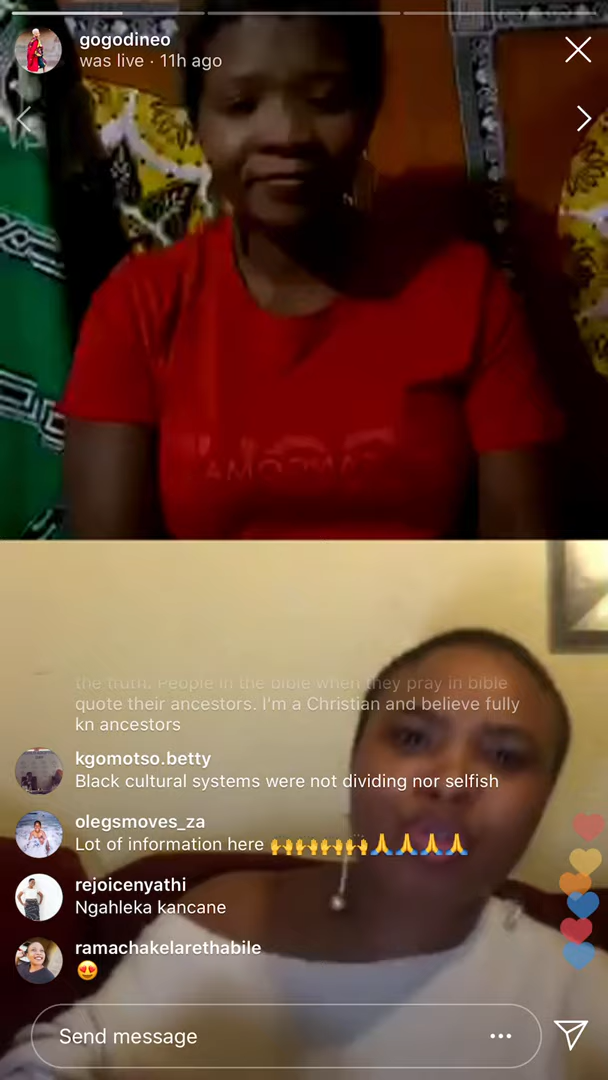 gogodineo
was live · 11h ago
the truth. People in the bible when they pray in bible
quote their ancestors. I'm a Christian and believe fully
kn ancestors
kgomotso.betty
Black cultural systems were not dividing nor selfish
olegsmoves_za
Lot of information here 🙌🙌🙌🙌🙏🙏🙏🙏
rejoicenyathi
Ngahleka kancane
ramachakelarethabile
😍
Send message